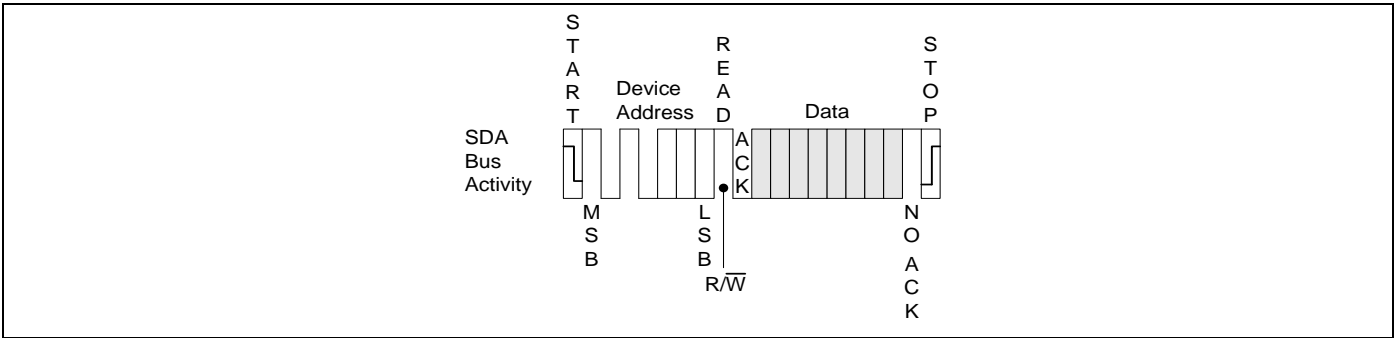 START
Device
Address
READ
Data
STOP
SDA
Bus
Activity
ACK
MSB
LSB
R/W̅
NO ACK